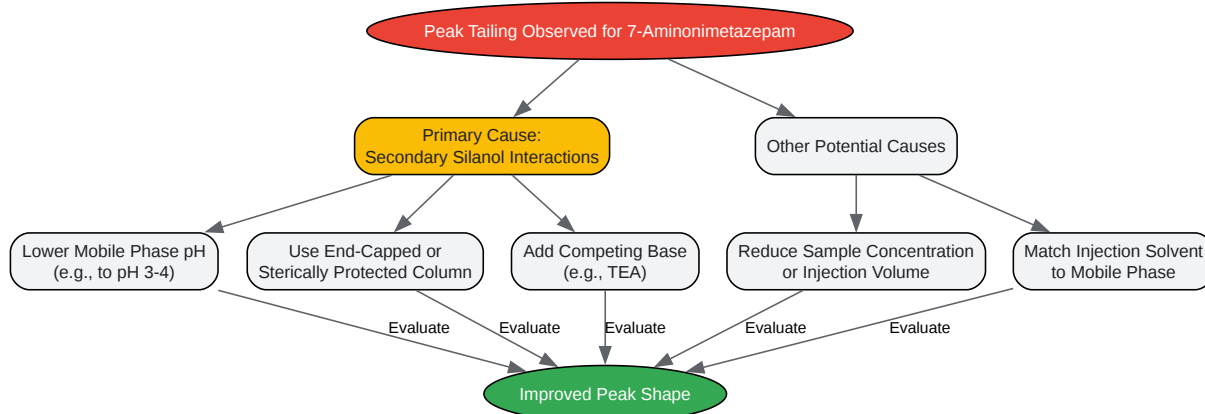 Peak Tailing Observed for 7-Aminonimetazepam
Primary Cause:
Secondary Silanol Interactions
Other Potential Causes
Lower Mobile Phase pH
(e.g., to pH 3-4)
Use End-Capped or
Sterically Protected Column
Add Competing Base
(e.g., TEA)
Reduce Sample Concentration
or Injection Volume
Match Injection Solvent
to Mobile Phase
Evaluate
Evaluate
Evaluate
Evaluate
Evaluate
Improved Peak Shape